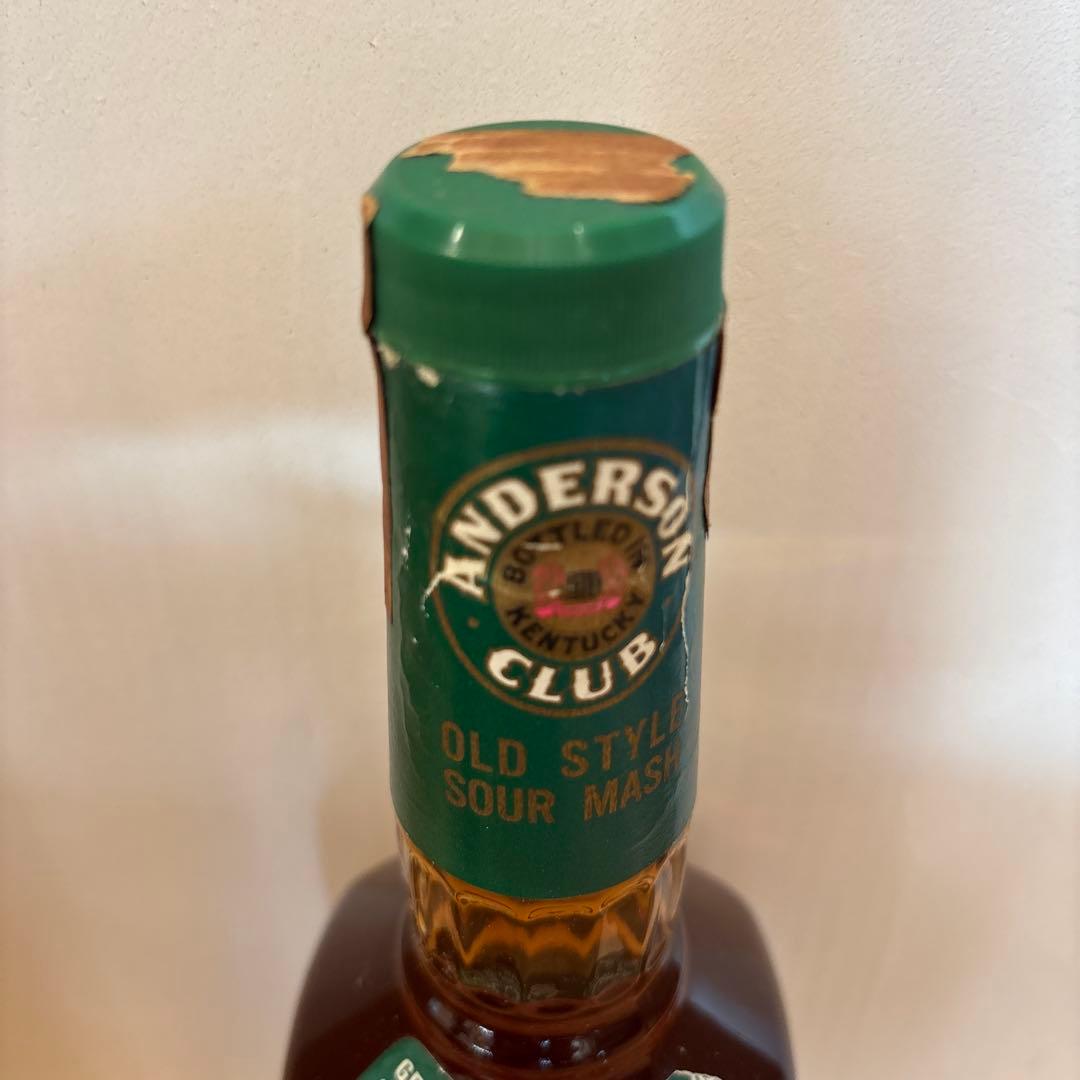 ANDERSON
BOTTLED IN
KENTUCKY
CLUB
OLD STYLE
SOUR MASH